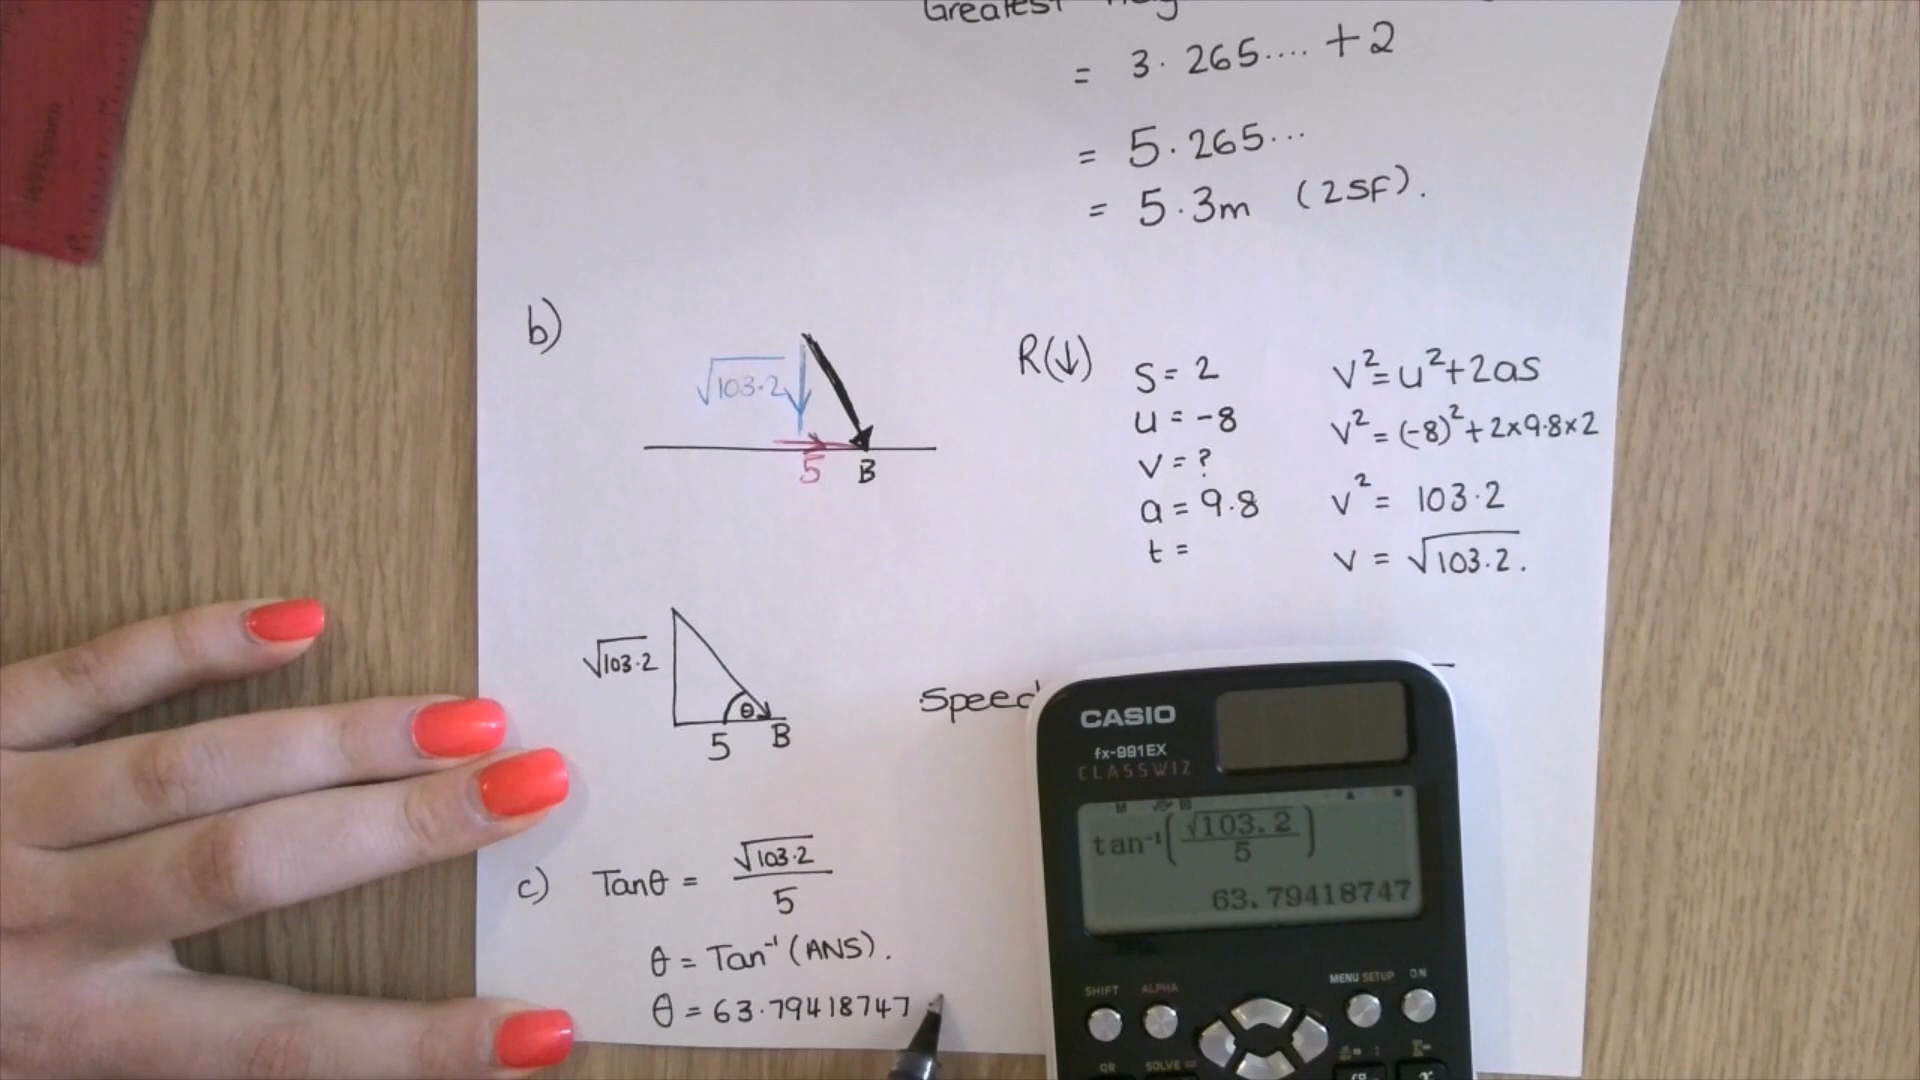 Greatest
= 3.265.... + 2
= 5.265...
= 5.3m (2SF).
b)
√103.2
5 B
R(↓)
S = 2
u = -8
V = ?
a = 9.8
t =
V²=u²+2as
V² = (-8)²+2×9.8×2
V² = 103.2
V = √103.2.
√103.2
θ
5 B
Speed
c) Tanθ = √103.2/5
θ = Tan⁻¹(ANS).
θ = 63.79418747
CASIO
fx-991EX
CLASSWIZ
tan⁻¹(√103.2/5)
63.79418747
SHIFT ALPHA MENU SETUP ON
QR SOLVE =